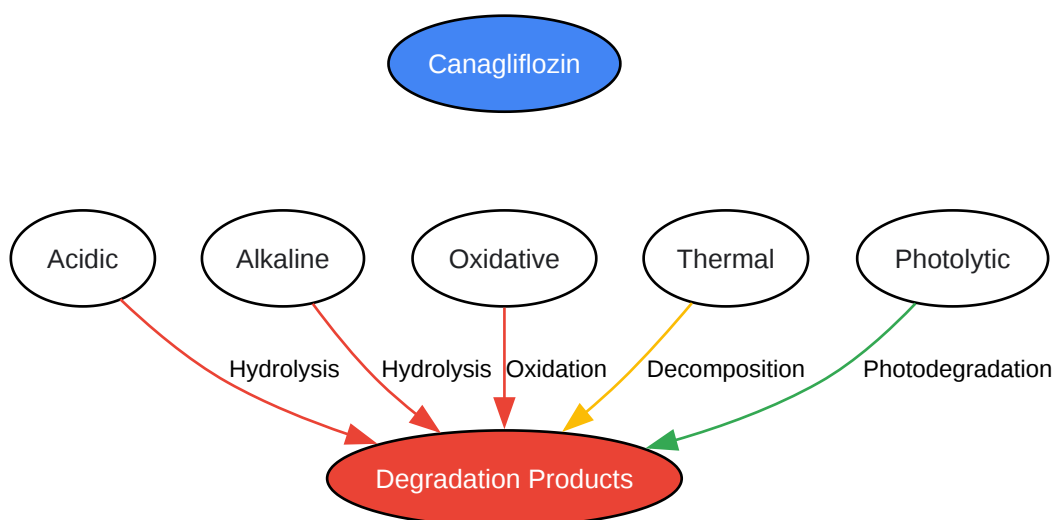 Canagliflozin
Acidic
Alkaline
Oxidative
Thermal
Photolytic
Hydrolysis
Hydrolysis
Oxidation
Decomposition
Photodegradation
Degradation Products